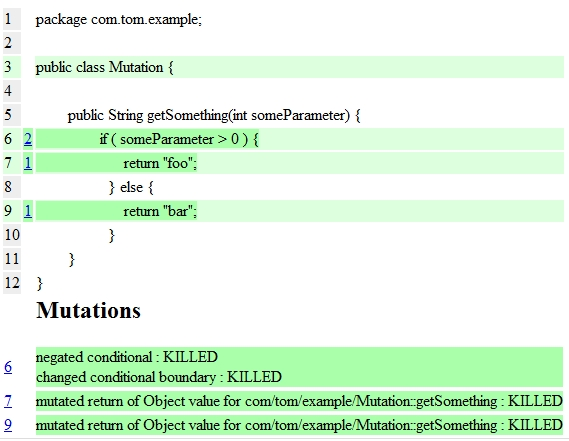 1 package com.tom.example;
2
3 public class Mutation {
4
5 public String getSomething(int someParameter) {
6 2 if ( someParameter > 0 ) {
7 1 return "foo";
8 } else {
9 1 return "bar";
10 }
11 }
12 }
Mutations
6 negated conditional : KILLED
changed conditional boundary : KILLED
7 mutated return of Object value for com/tom/example/Mutation::getSomething : KILLED
9 mutated return of Object value for com/tom/example/Mutation::getSomething : KILLED